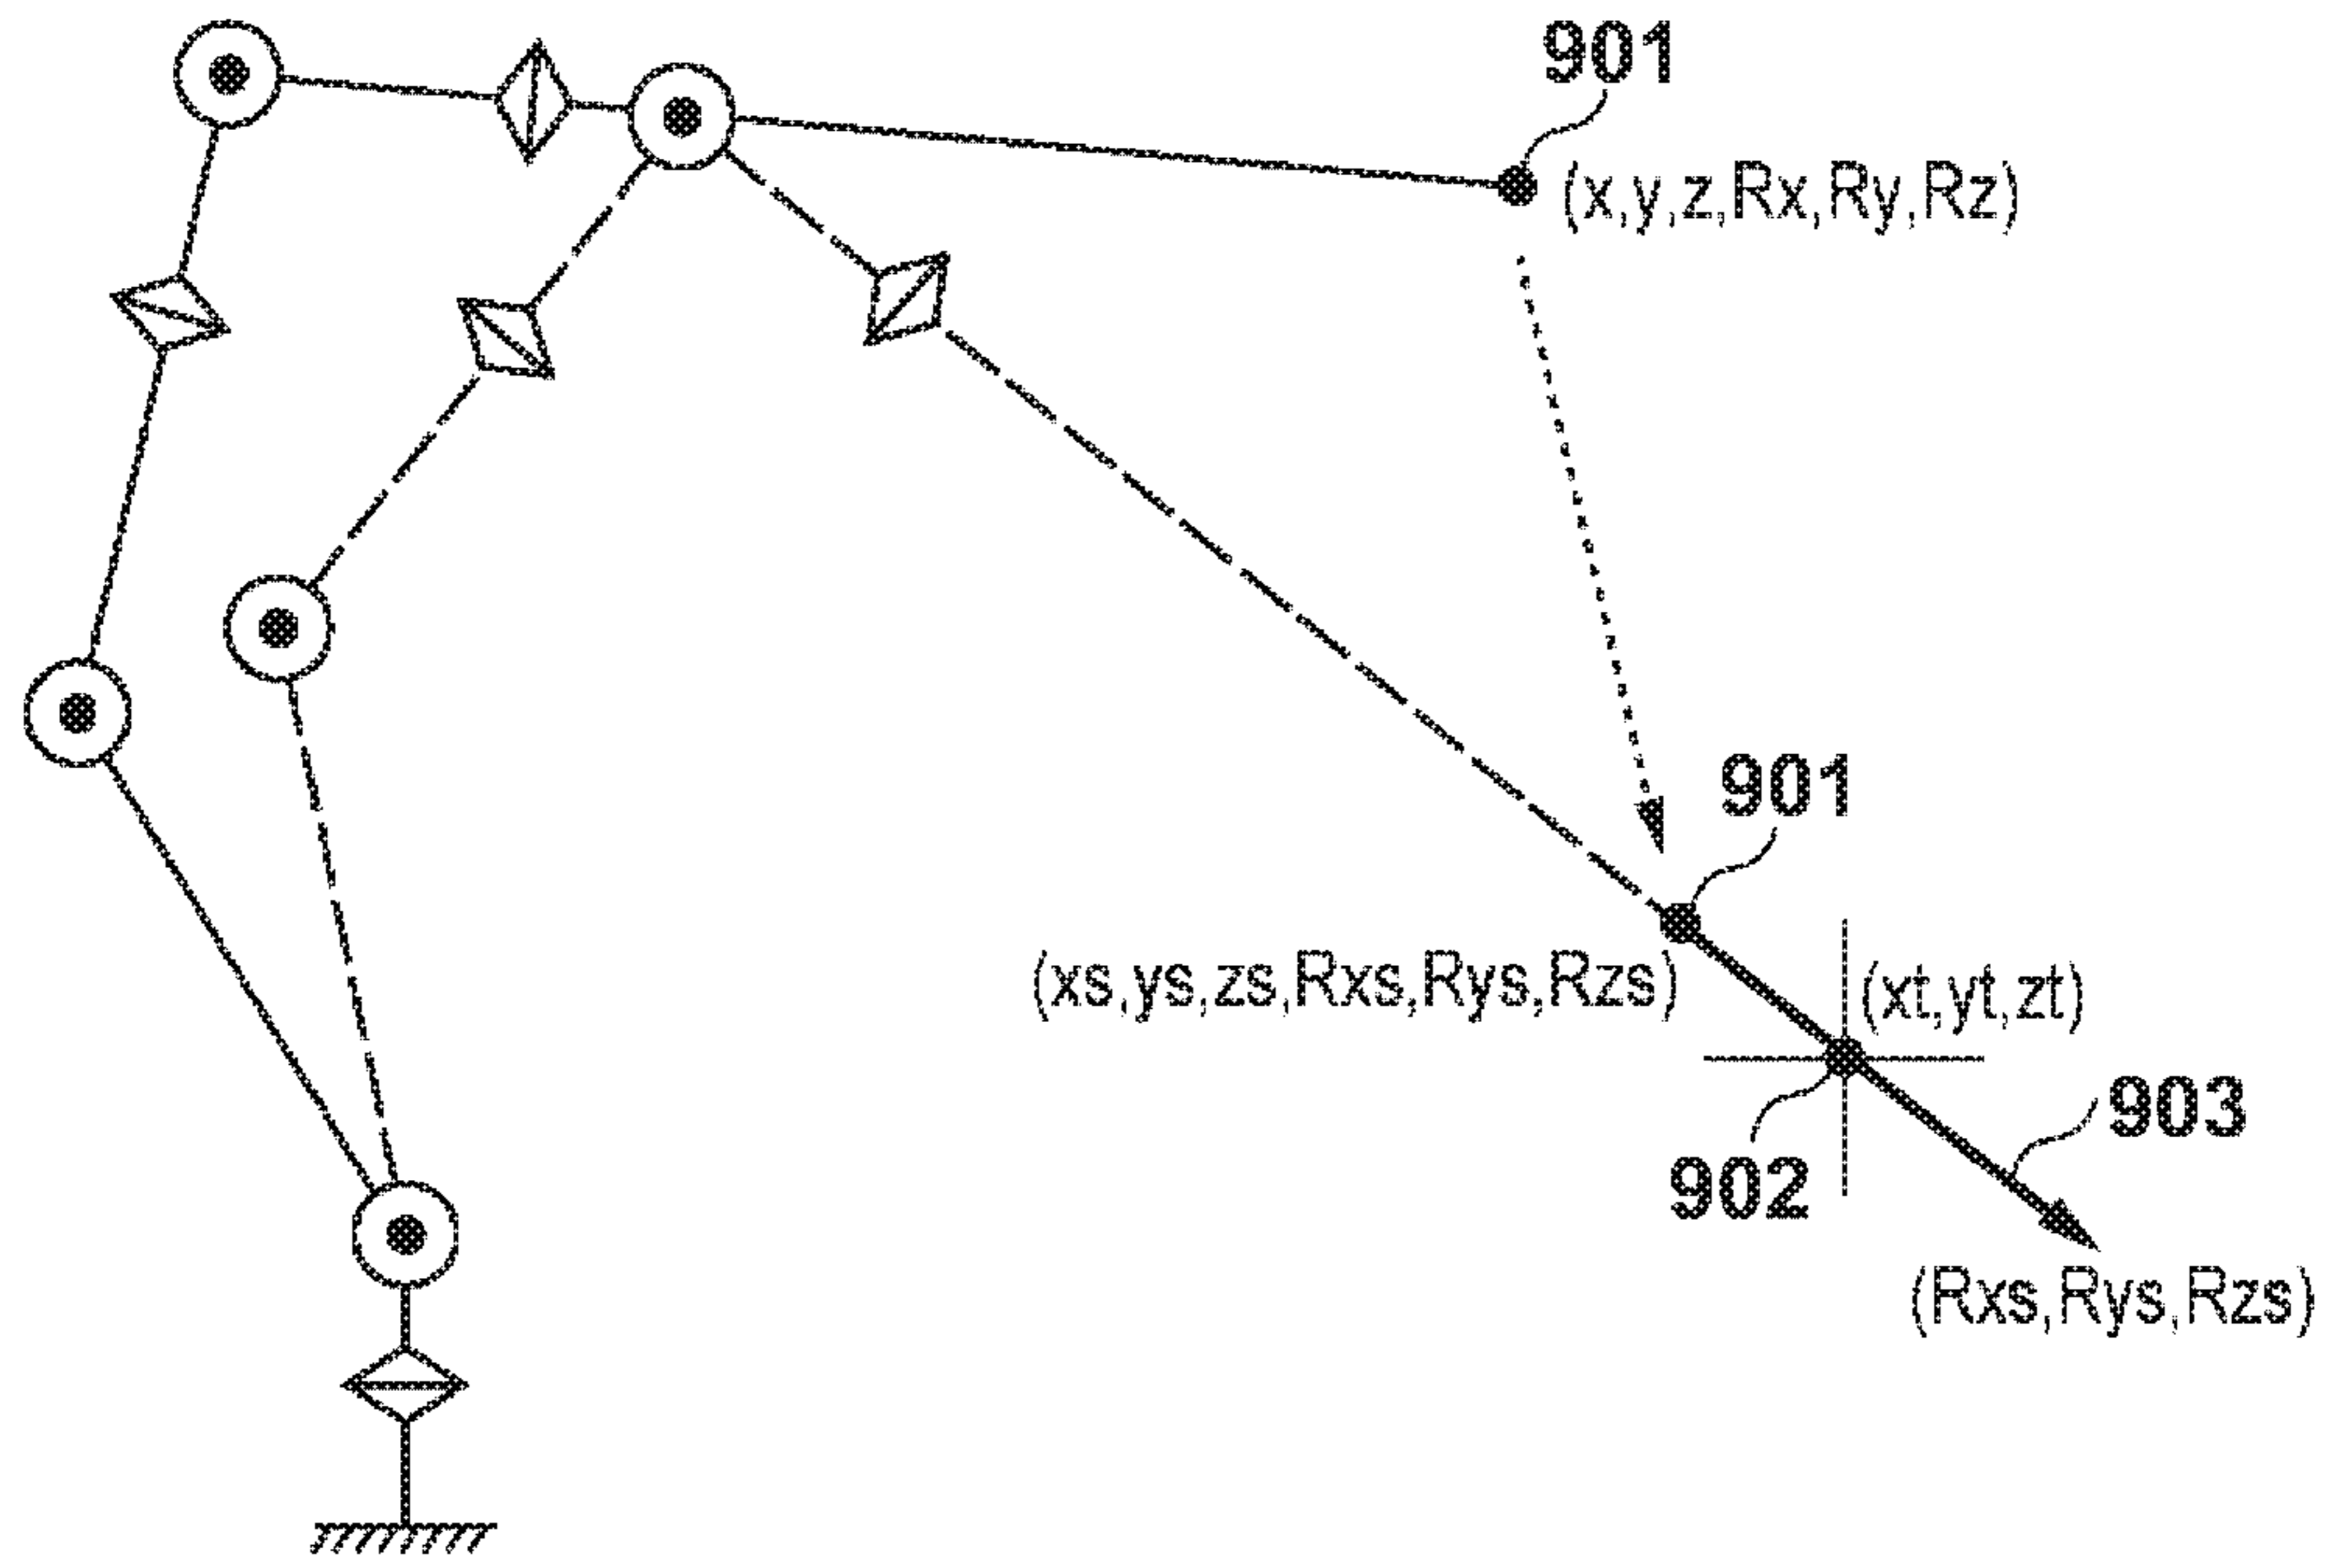 901
(x,y,z,Rx,Ry,Rz)
901
(xs,ys,zs,Rxs,Rys,Rzs)
(xt,yt,zt)
903
902
(Rxs,Rys,Rzs)